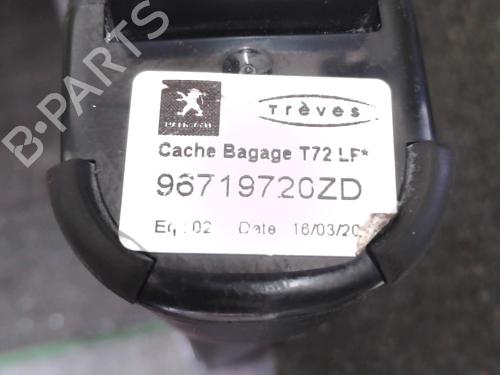 B-PARTS
PEUGEOT
Trèves
Cache Bagage T72 LF*
96719720ZD
Eq : 02 Date 16/03/20